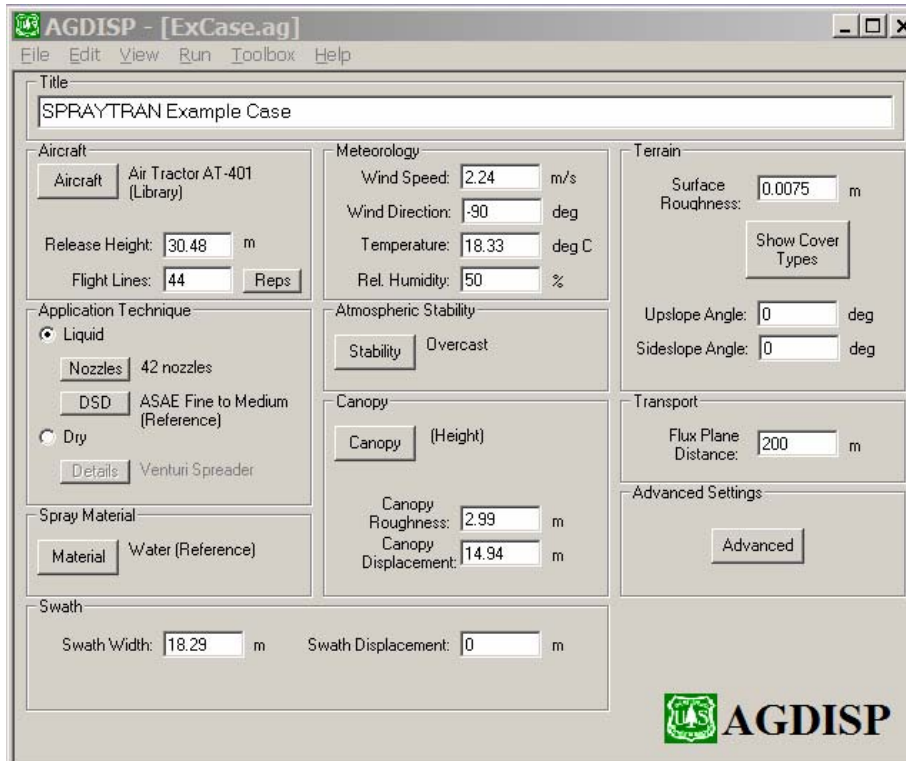 AGDISP - [ExCase.ag]
File Edit View Run Toolbox Help
Title
SPRAYTRAN Example Case
Aircraft
Aircraft Air Tractor AT-401
(Library)
Release Height: 30.48 m
Flight Lines: 44 Reps
Application Technique
Liquid
Nozzles 42 nozzles
DSD ASAE Fine to Medium
(Reference)
Dry
Details Venturi Spreader
Spray Material
Material Water (Reference)
Meteorology
Wind Speed: 2.24 m/s
Wind Direction: -90 deg
Temperature: 18.33 deg C
Rel. Humidity: 50 %
Atmospheric Stability
Stability Overcast
Canopy
Canopy (Height)
Canopy
Roughness: 2.99 m
Canopy
Displacement: 14.94 m
Terrain
Surface
Roughness: 0.0075 m
Show Cover
Types
Upslope Angle: 0 deg
Sideslope Angle: 0 deg
Transport
Flux Plane
Distance: 200 m
Advanced Settings
Advanced
Swath
Swath Width: 18.29 m Swath Displacement: 0 m
UAS
AGDISP